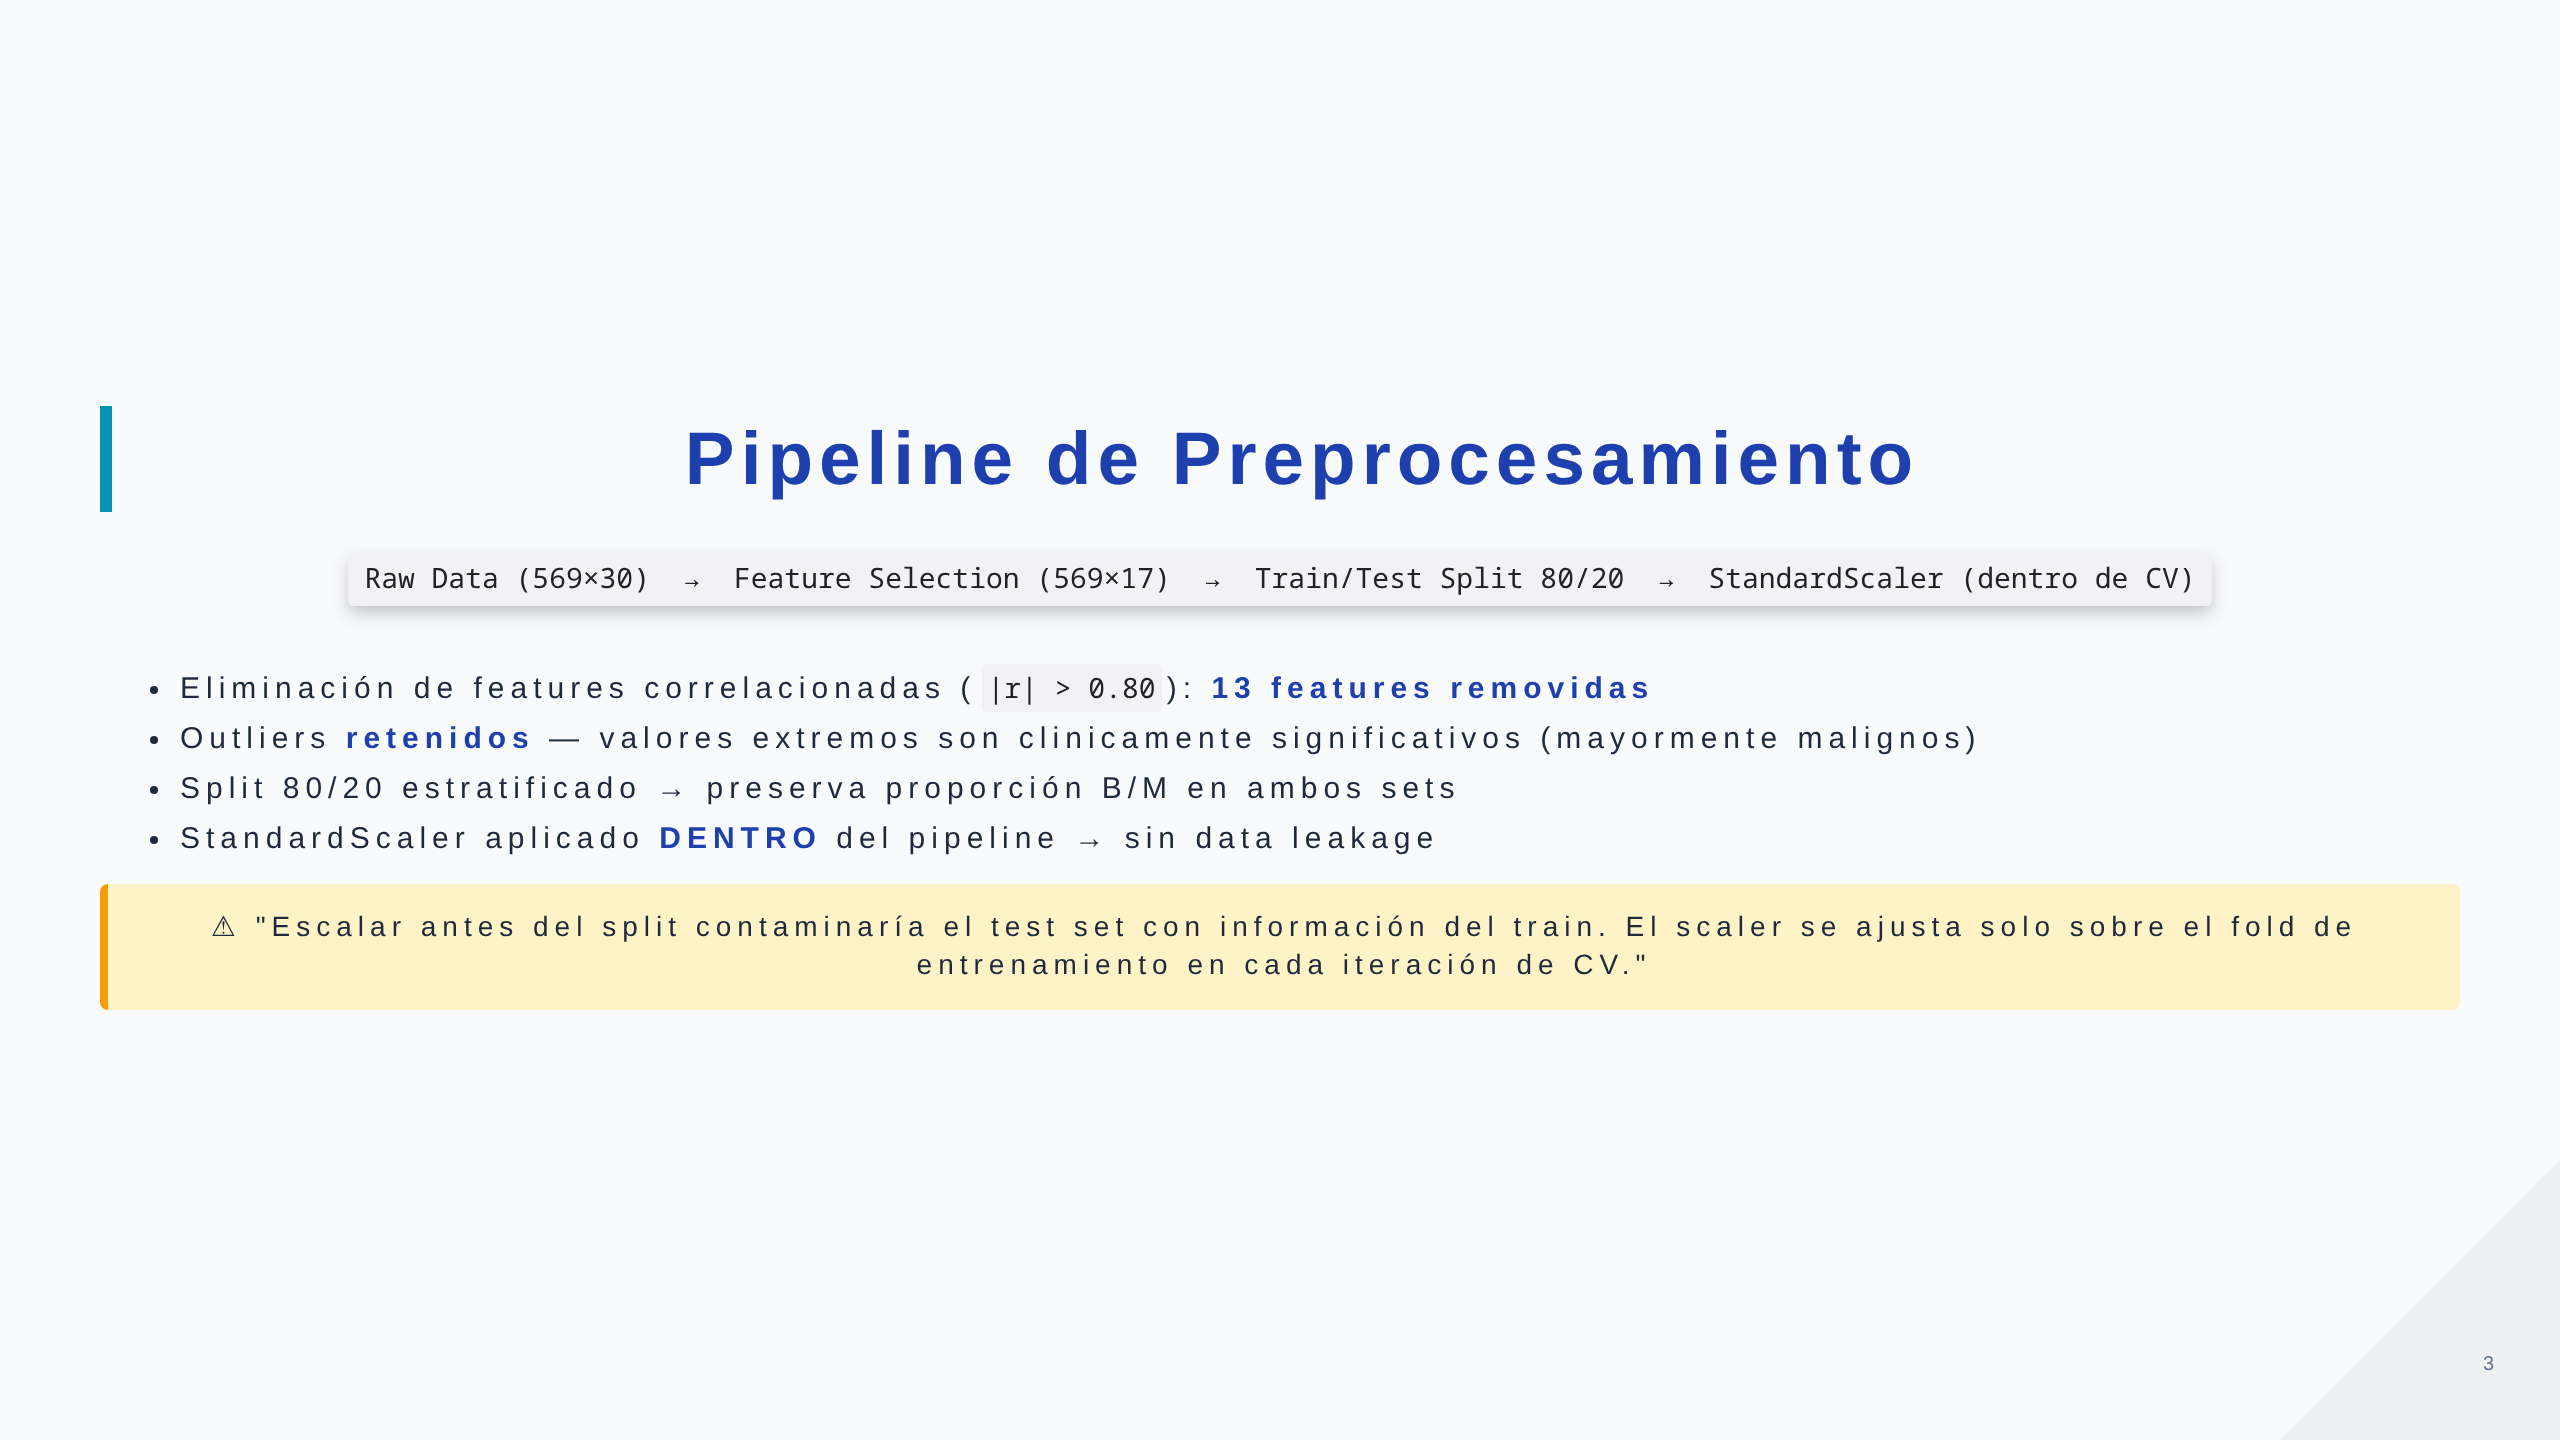 Pipeline de Preprocesamiento
Raw Data (569×30) → Feature Selection (569×17) → Train/Test Split 80/20 → StandardScaler (dentro de CV)
• Eliminación de features correlacionadas (|r| > 0.80): 13 features removidas
• Outliers retenidos — valores extremos son clinicamente significativos (mayormente malignos)
• Split 80/20 estratificado → preserva proporción B/M en ambos sets
• StandardScaler aplicado DENTRO del pipeline → sin data leakage
⚠ "Escalar antes del split contaminaría el test set con información del train. El scaler se ajusta solo sobre el fold de
entrenamiento en cada iteración de CV."
3